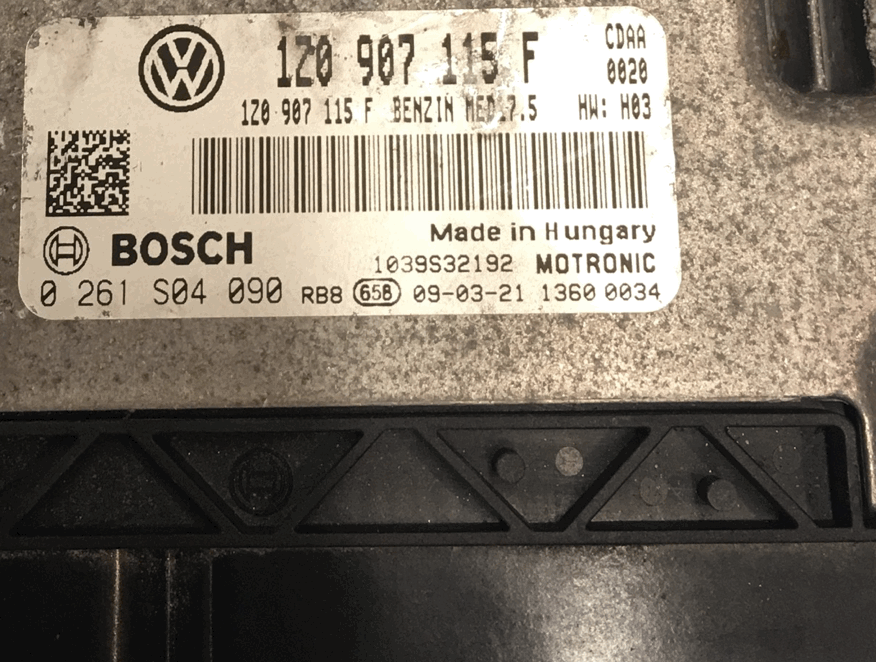 1Z0 907 115 F CDAA
0020
1Z0 907 115 F BENZIN MED17.5 HW: H03
Made in Hungary
BOSCH 1039S32192 MOTRONIC
0 261 S04 090 RB8 658 09-03-21 1360 0034